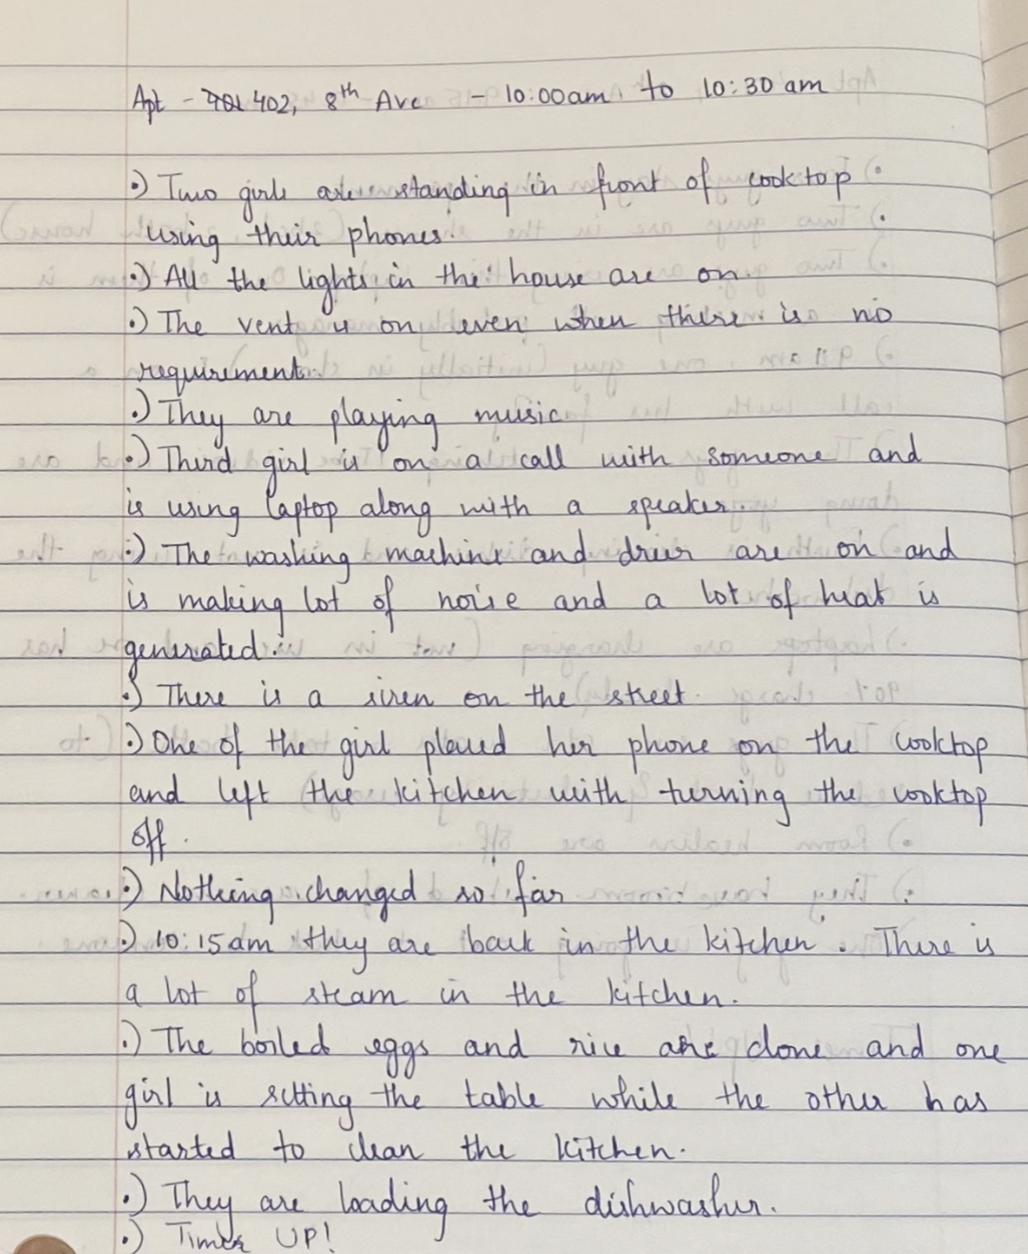 Apt - 402, 8th Ave - 10:00am to 10:30 am
•) Two girls are standing in front of cooktop
using their phones.
•) All the lights in the house are on.
•) The vent is on even when there is no
requirement.
•) They are playing music
•) Third girl is on a call with someone and
is using laptop along with a speaker.
•) The washing machine and drier are on and
is making lot of noise and a lot of heat is
generated.
•) There is a siren on the street.
•) One of the girl placed her phone on the cooktop
and left the kitchen with turning the cooktop
off.
•) Nothing changed so far
•) 10:15am they are back in the kitchen. There is
a lot of steam in the kitchen.
•) The boiled eggs and rice are done and one
girl is setting the table while the other has
started to clean the kitchen.
•) They are loading the dishwasher.
•) Times UP!